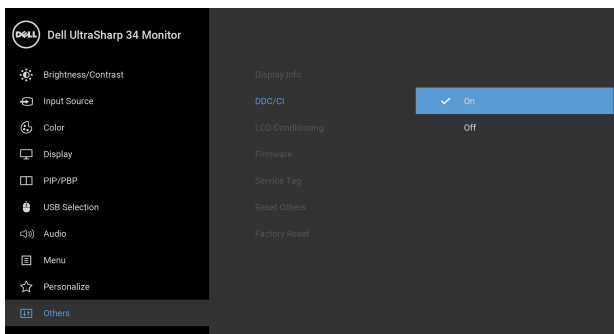 DELL
Dell UltraSharp 34 Monitor
Brightness/Contrast
Input Source
Color
Display
PIP/PBP
USB Selection
Audio
Menu
Personalize
Others
Display Info
DDC/CI
LCD Conditioning
Firmware
Service Tag
Reset Others
Factory Reset
On
Off